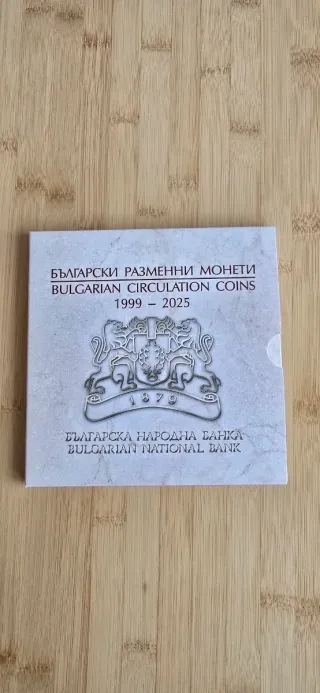 БЪЛГАРСКИ РАЗМЕННИ МОНЕТИ
BULGARIAN CIRCULATION COINS
1999 – 2025
1879
БЪЛГАРСКА НАРОДНА БАНКА
BULGARIAN NATIONAL BANK